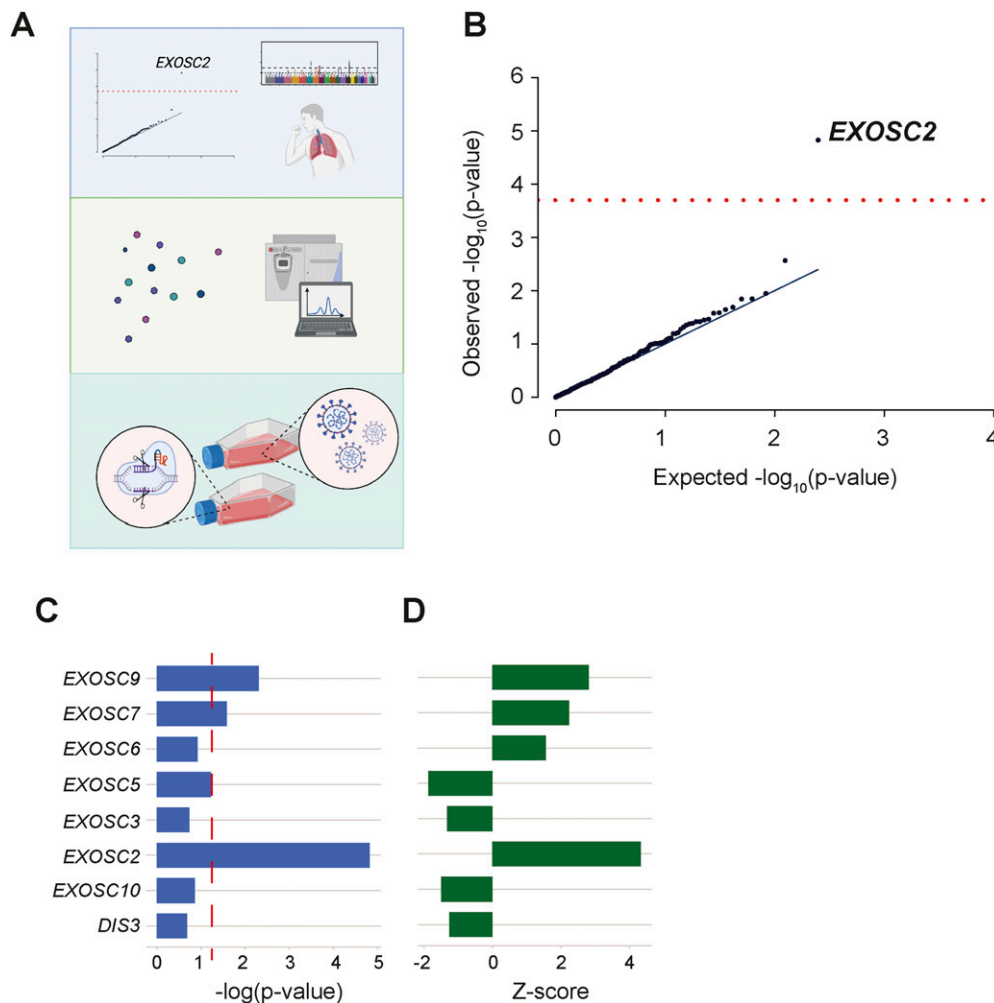 A
EXOSC2
B
6
5
4
3
2
1
0
Observed -log10(p-value)
EXOSC2
0 1 2 3 4
Expected -log10(p-value)
C
EXOSC9
EXOSC7
EXOSC6
EXOSC5
EXOSC3
EXOSC2
EXOSC10
DIS3
0 1 2 3 4 5
-log(p-value)
D
-2 0 2 4
Z-score